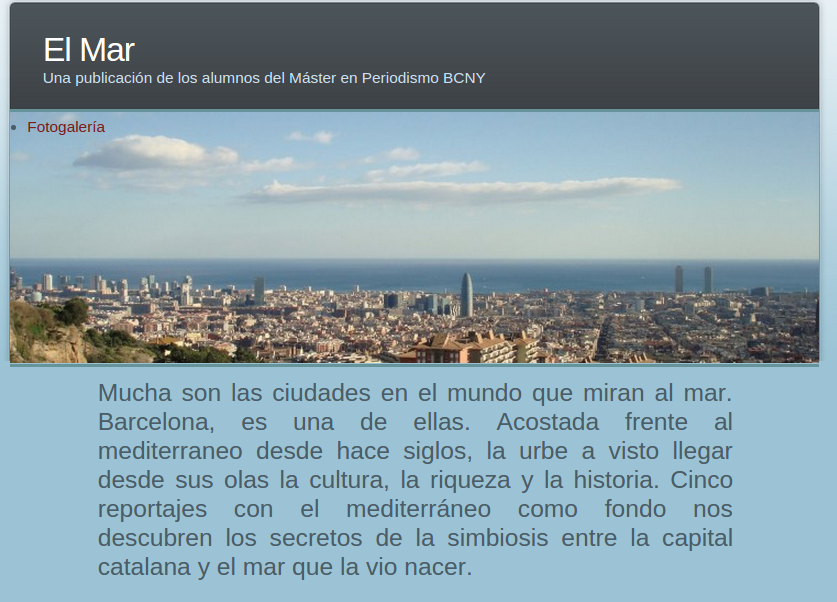 El Mar
Una publicación de los alumnos del Máster en Periodismo BCNY
Fotogalería
Mucha son las ciudades en el mundo que miran al mar.
Barcelona, es una de ellas. Acostada frente al
mediterraneo desde hace siglos, la urbe a visto llegar
desde sus olas la cultura, la riqueza y la historia. Cinco
reportajes con el mediterráneo como fondo nos
descubren los secretos de la simbiosis entre la capital
catalana y el mar que la vio nacer.